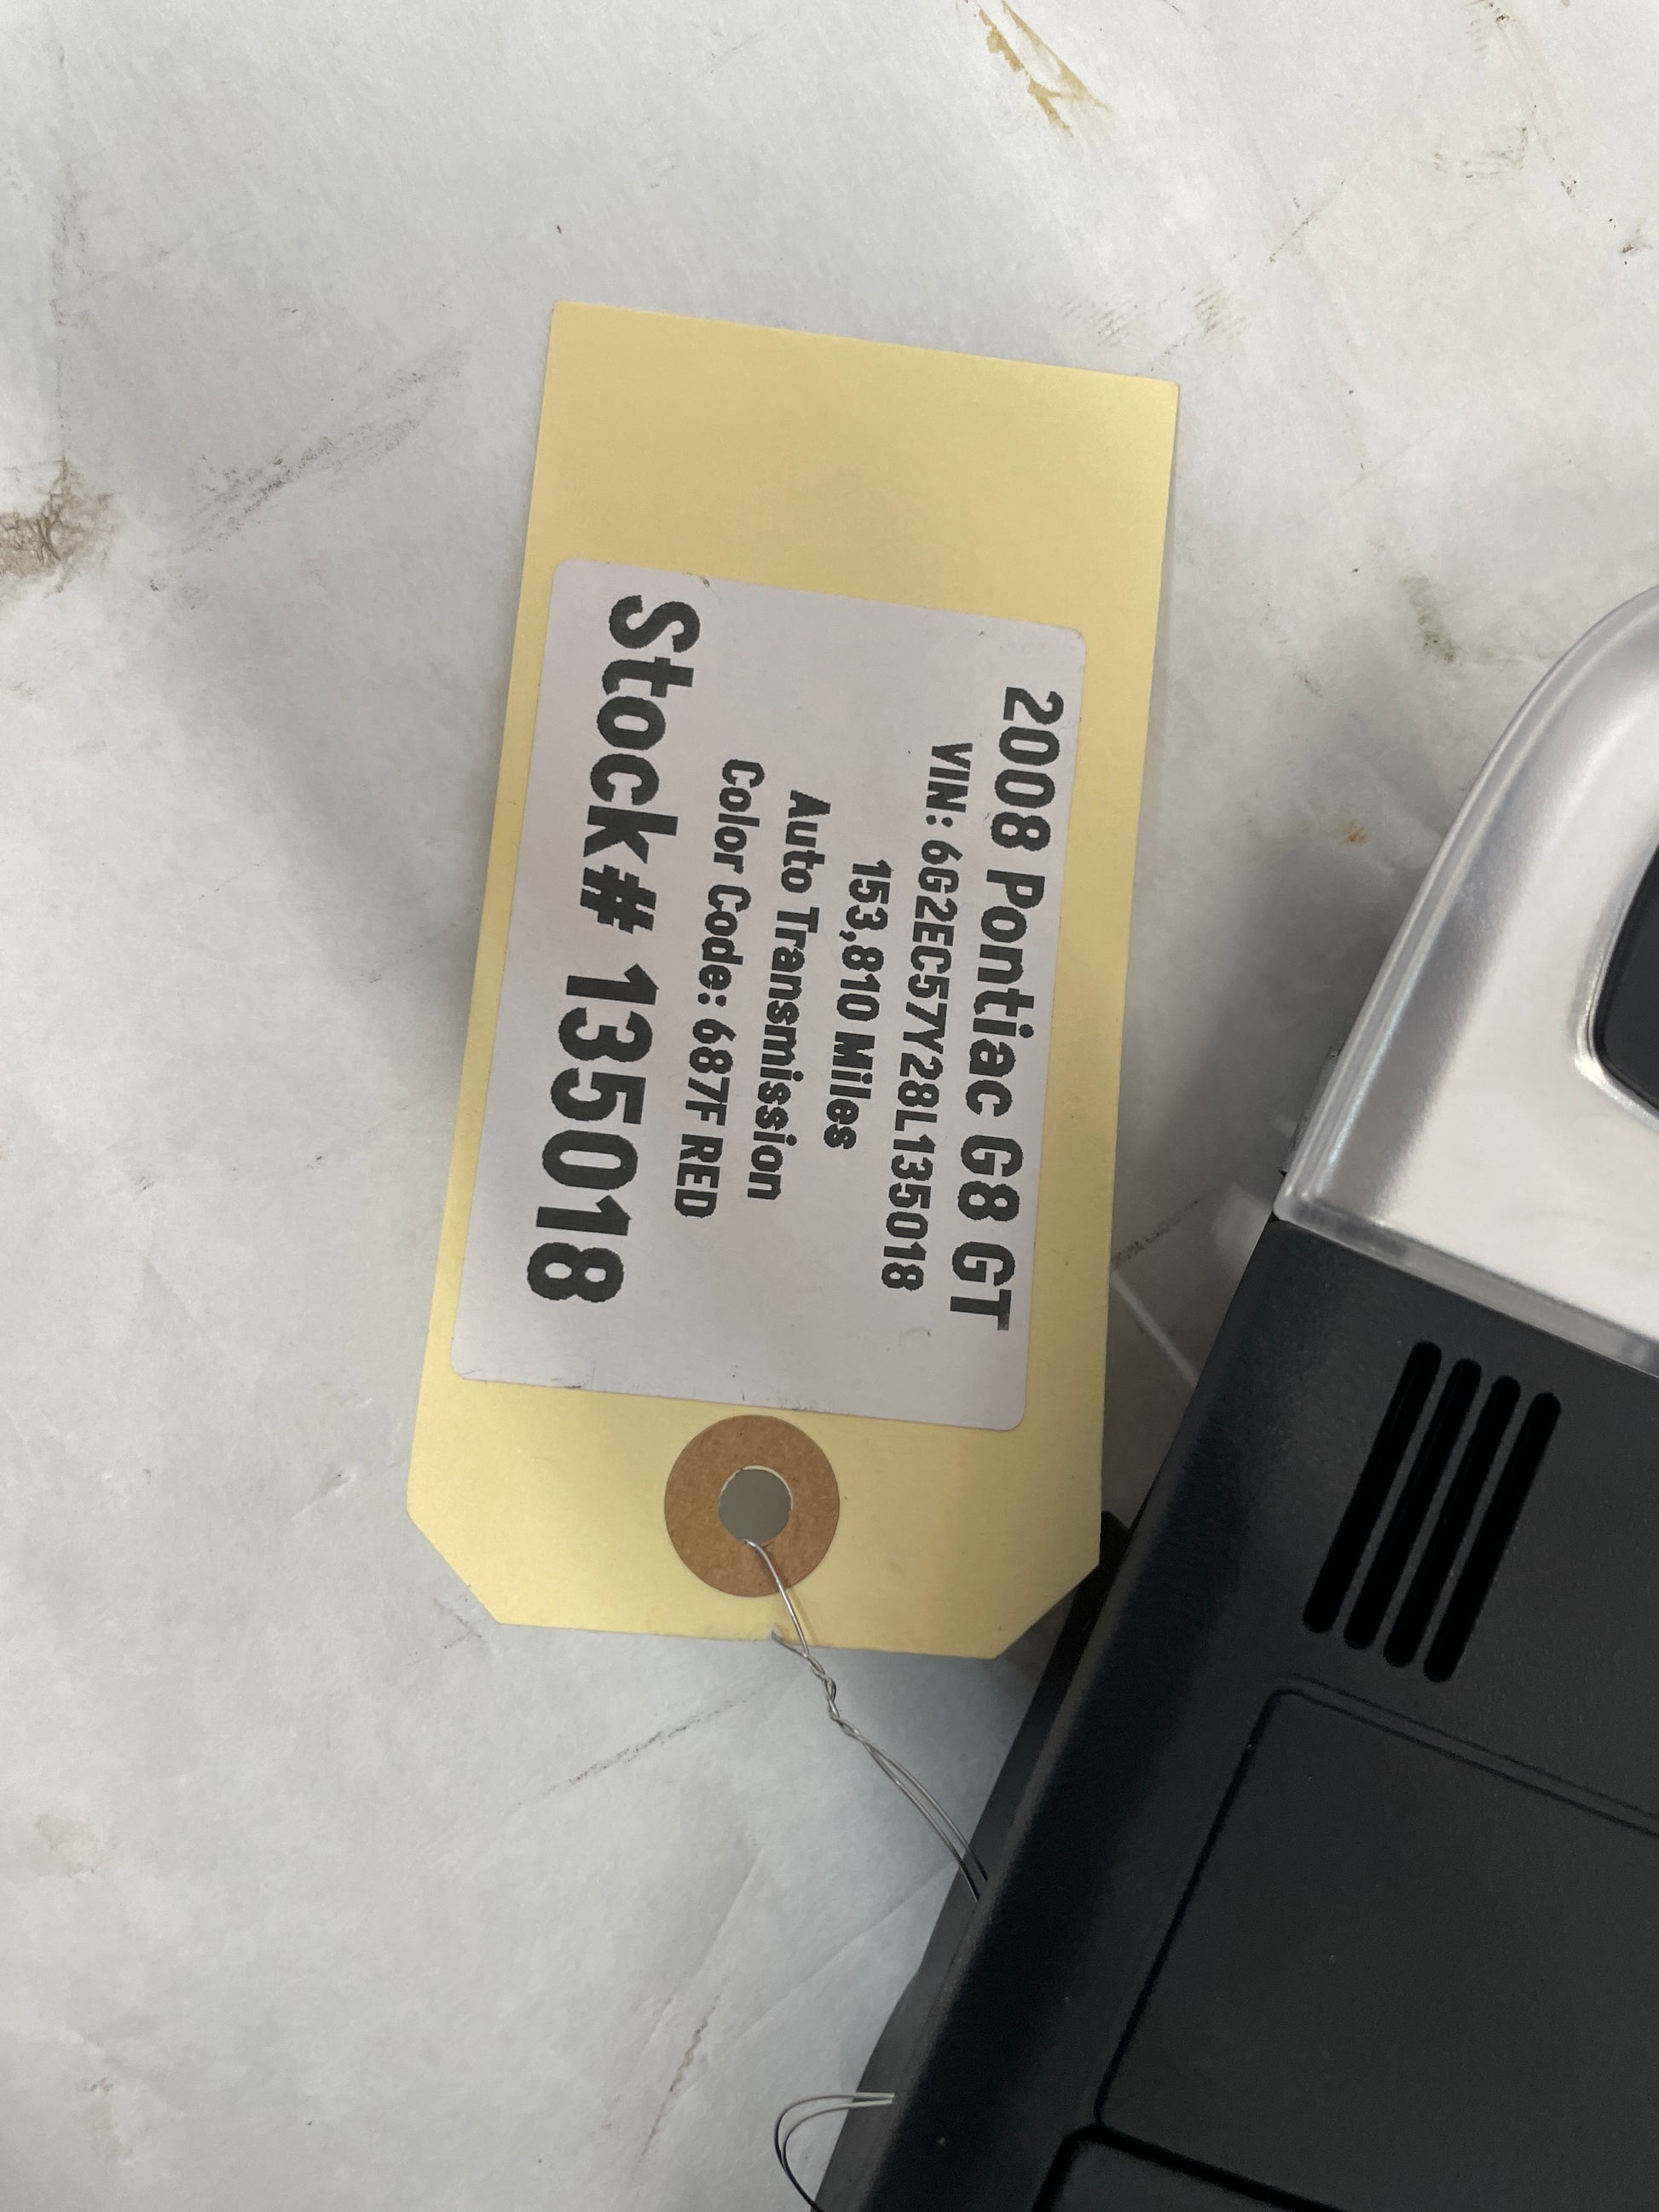 2008 Pontiac G8 GT
VIN: 6G2EC57Y28L135018
153,810 Miles
Auto Transmission
Color Code: 687F RED
Stock# 135018